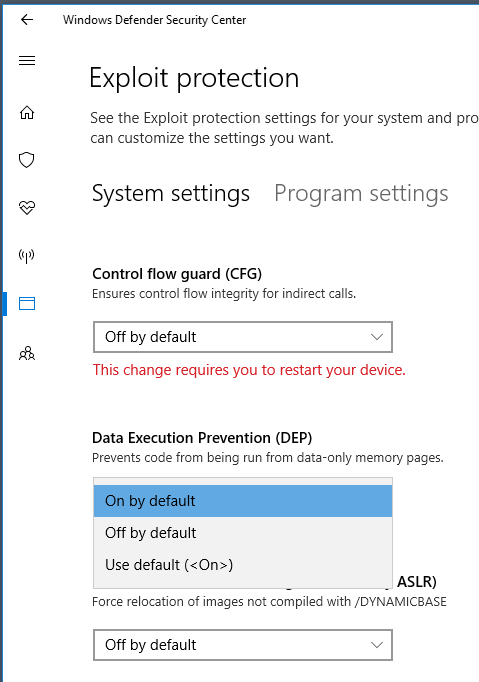 Windows Defender Security Center
Exploit protection
See the Exploit protection settings for your system and pro
can customize the settings you want.
System settings Program settings
Control flow guard (CFG)
Ensures control flow integrity for indirect calls.
Off by default
This change requires you to restart your device.
Data Execution Prevention (DEP)
Prevents code from being run from data-only memory pages.
On by default
Off by default
Use default (<On>)
ASLR)
Force relocation of images not compiled with /DYNAMICBASE
Off by default